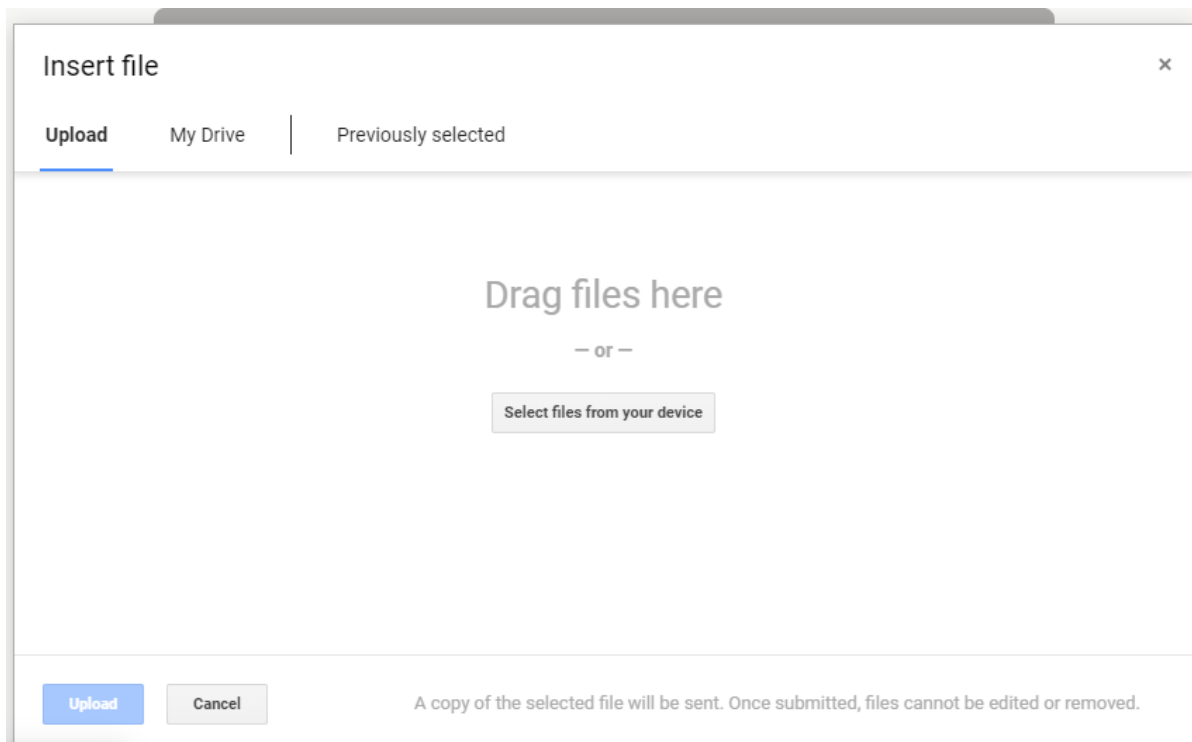 Insert file
×
Upload My Drive Previously selected
Drag files here
— or —
Select files from your device
Upload Cancel A copy of the selected file will be sent. Once submitted, files cannot be edited or removed.